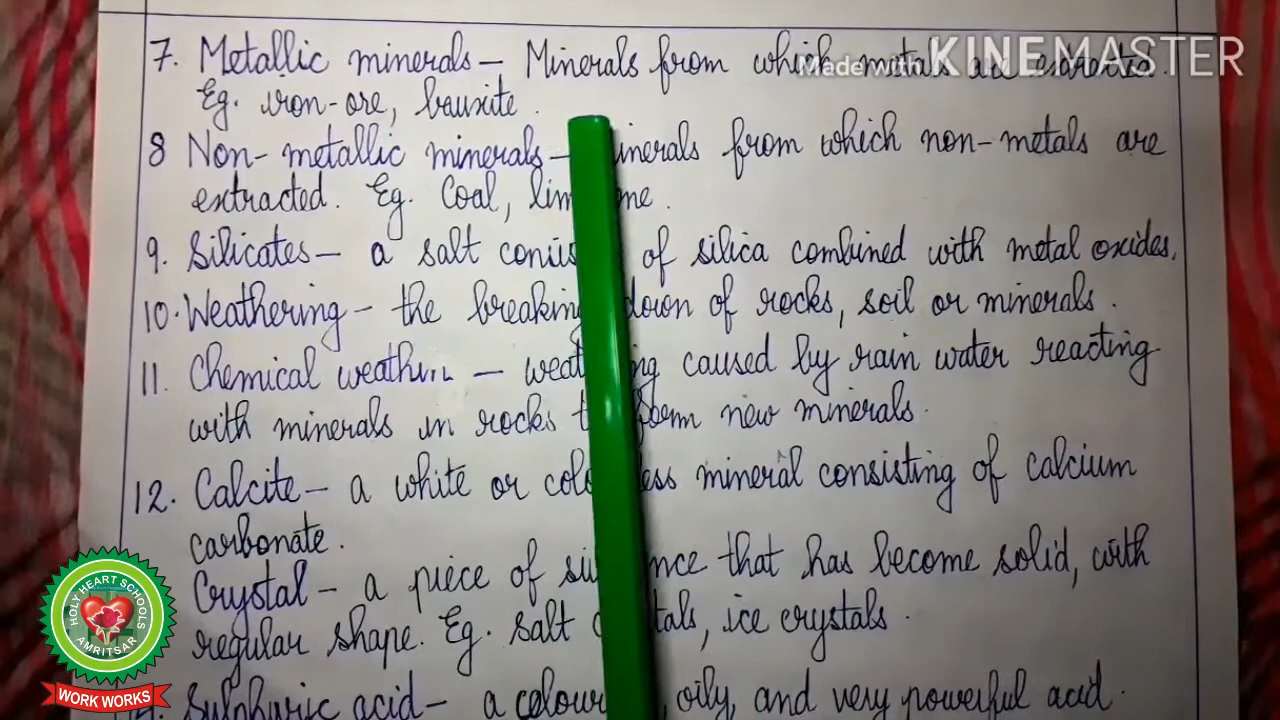 7. Metallic minerals - Minerals from which metals are
Made with KINEMASTER
Eg. iron-ore, bauxite.
8 Non-metallic minerals - inerals from which non-metals are
extracted. Eg. Coal, lim ne.
9. Silicates - a salt consis of silica combined with metal oxides.
10. Weathering - the breaking down of rocks, soil or minerals.
11. Chemical weath - weat ng caused by rain water reacting
with minerals in rocks t form new minerals.
12. Calcite - a white or colo less mineral consisting of calcium
carbonate.
Crystal - a piece of su nce that has become solid, with
regular shape. Eg. salt c tals, ice crystals.
Sulphuric acid - a colour oily, and very powerful acid.
HOLY HEART SCHOOLS
AMRITSAR
WORK WORKS